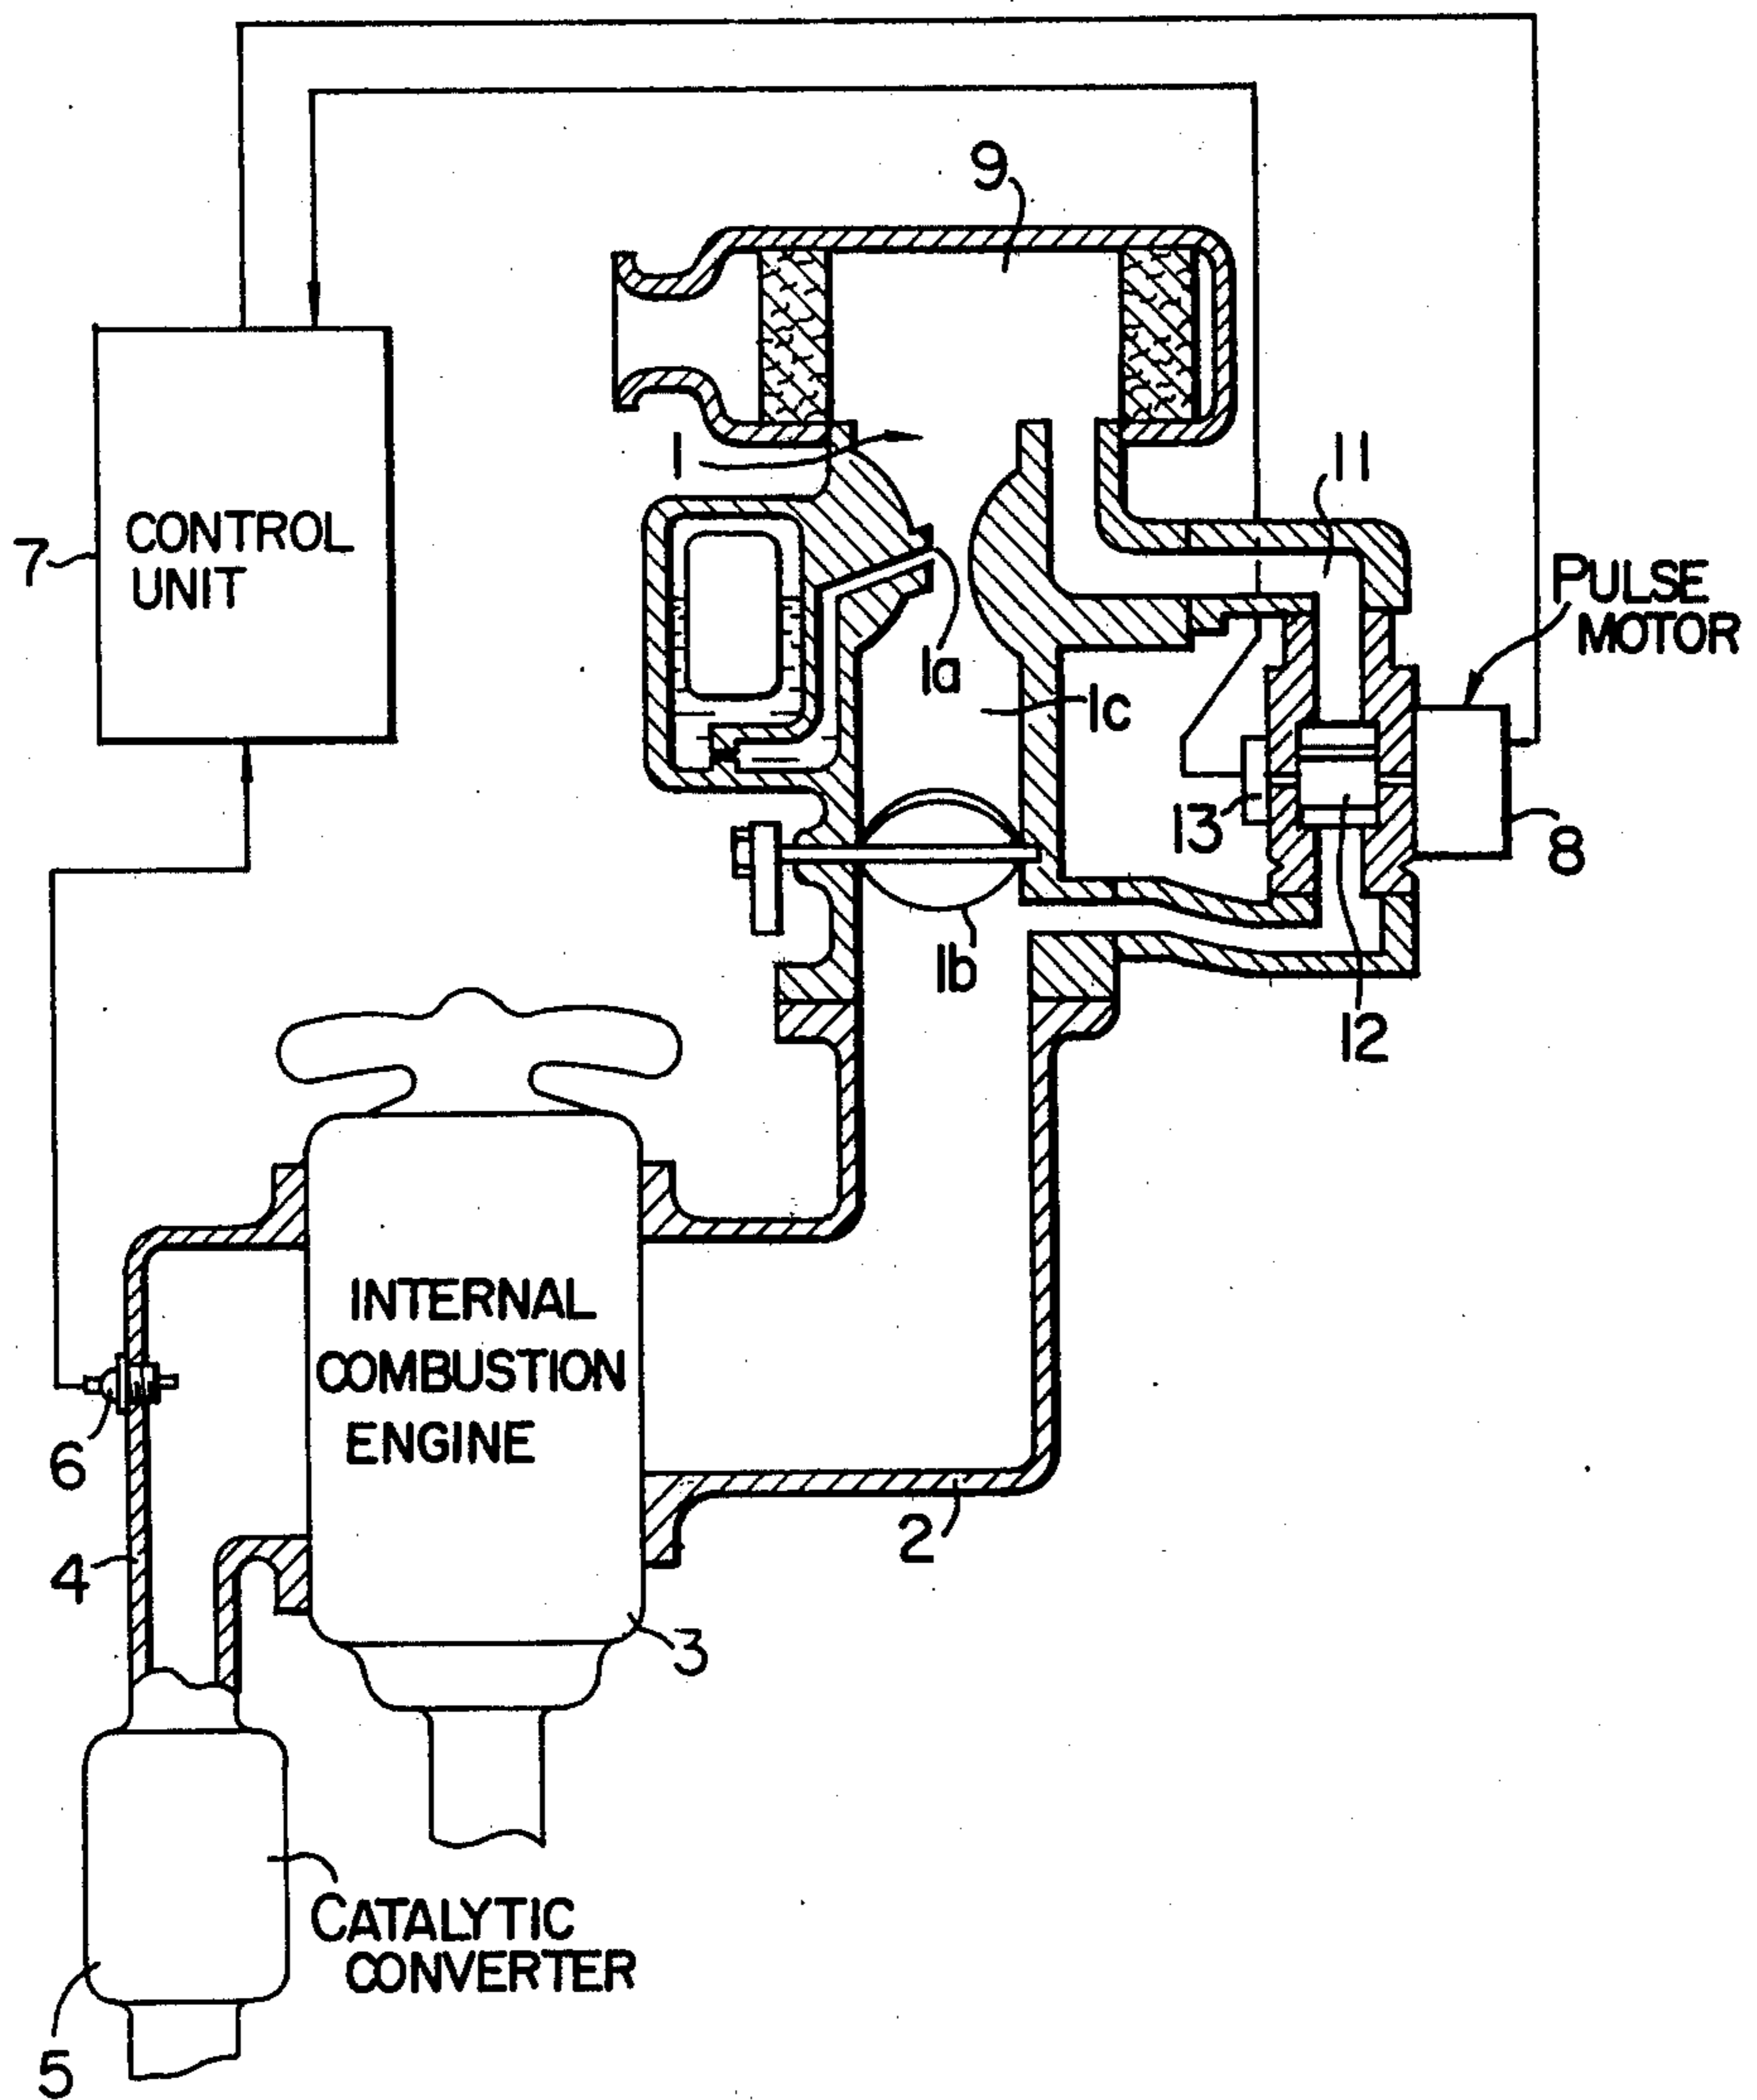 9
1
11
CONTROL
UNIT
7
PULSE
MOTOR
1a
1c
13
8
1b
12
INTERNAL
COMBUSTION
ENGINE
6
2
4
3
CATALYTIC
CONVERTER
5